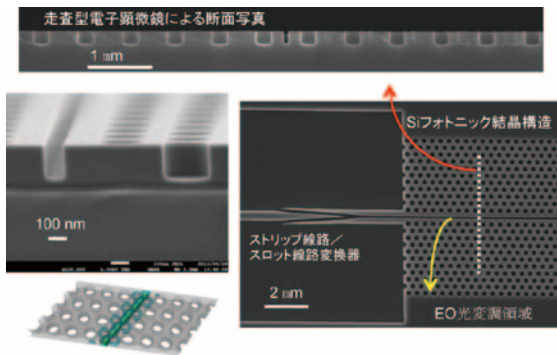 走査型電子顕微鏡による断面写真
1 mm
Siフォトニック結晶構造
100 nm
ストリップ線路／
スロット線路変換器
2 mm
EO光変調領域